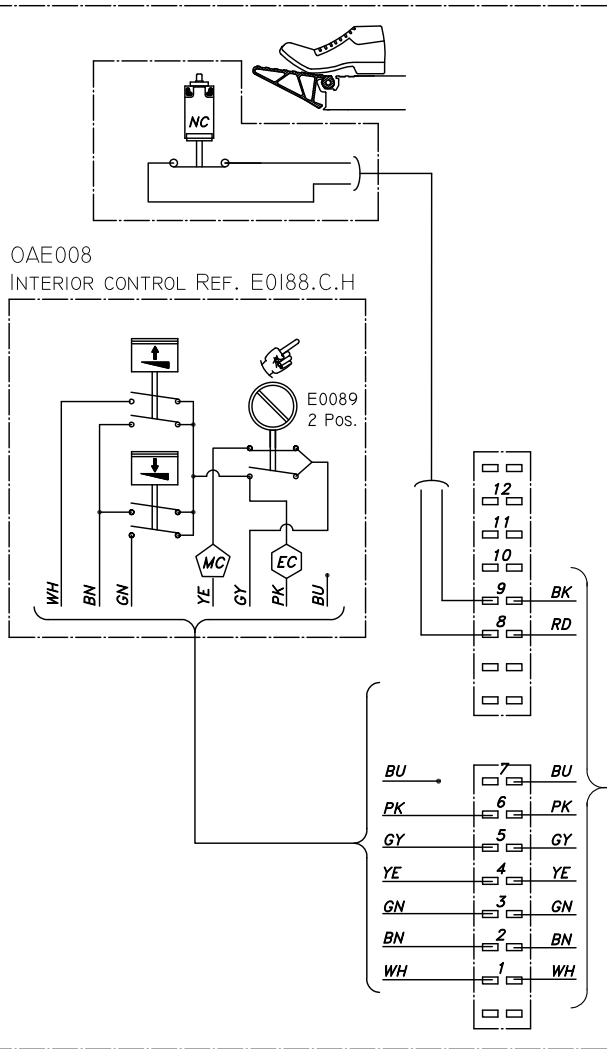 NC
OAE008
INTERIOR CONTROL REF. E0188.C.H
E0089
2 POS.
MC
EC
WH
BN
GN
YE
GY
PK
BU
12
11
10
9 BK
8 RD
BU 7 BU
PK 6 PK
GY 5 GY
YE 4 YE
GN 3 GN
BN 2 BN
WH 1 WH